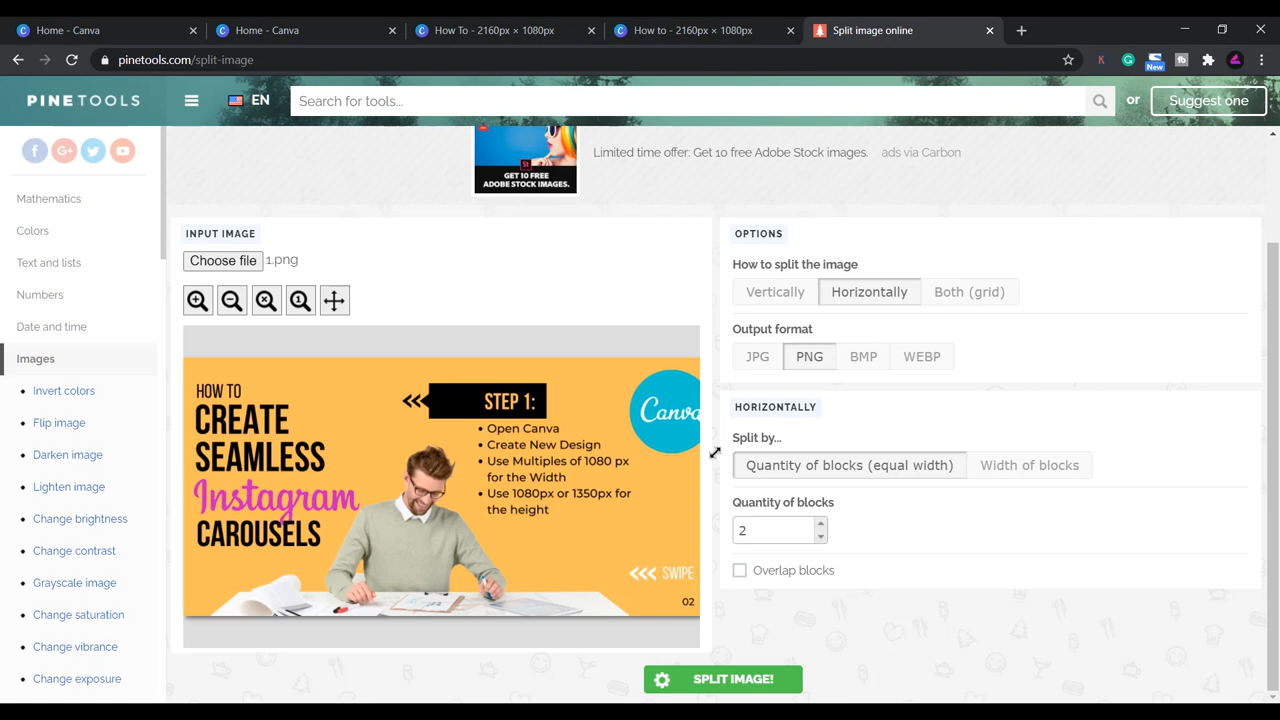 Home - Canva
Home - Canva
How To - 2160px × 1080px
How to - 2160px × 1080px
Split image online
pinetools.com/split-image
New
PINETOOLS
EN
Search for tools...
or
Suggest one
GET 10 FREE
ADOBE STOCK IMAGES.
St
Limited time offer: Get 10 free Adobe Stock images.
ads via Carbon
Mathematics
Colors
Text and lists
Numbers
Date and time
Images
Invert colors
Flip image
Darken image
Lighten image
Change brightness
Change contrast
Grayscale image
Change saturation
Change vibrance
Change exposure
INPUT IMAGE
Choose file 1.png
HOW TO
CREATE
SEAMLESS
Instagram
CAROUSELS
STEP 1:
Open Canva
Create New Design
Use Multiples of 1080 px
for the Width
Use 1080px or 1350px for
the height
Canva
SWIPE
02
OPTIONS
How to split the image
Vertically Horizontally Both (grid)
Output format
JPG PNG BMP WEBP
HORIZONTALLY
Split by...
Quantity of blocks (equal width) Width of blocks
Quantity of blocks
2
Overlap blocks
SPLIT IMAGE!